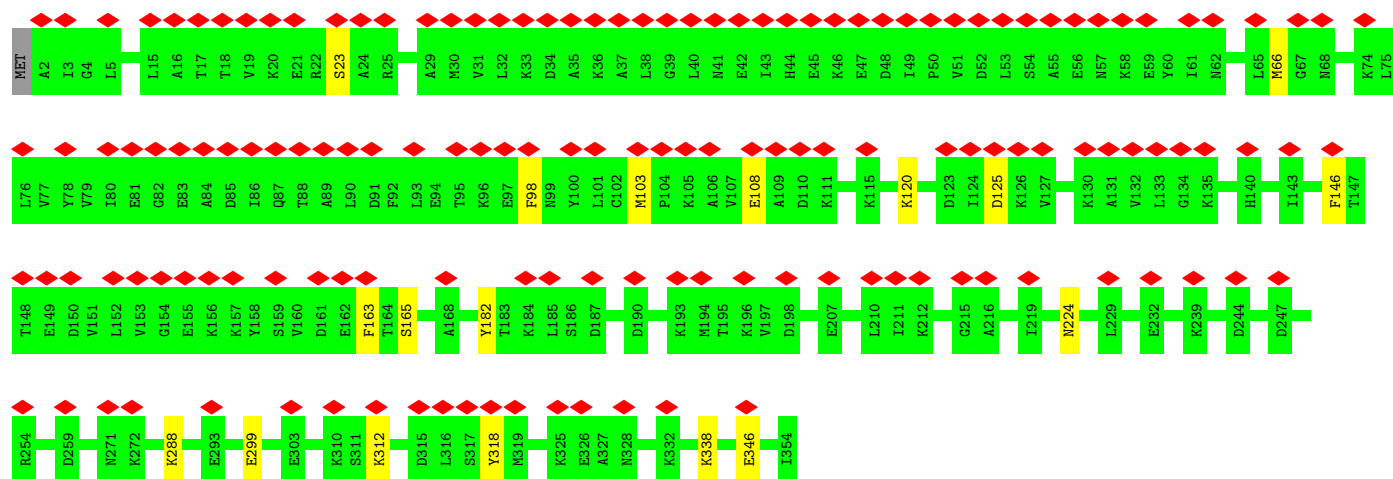 MET A2 I3 G4 L5 L15 A16 T17 T18 V19 K20 E21 R22 S23 A24 R25 A29 M30 V31 L32 K33 D34 A35 K36 A37 L38 G39 L40 N41 E42 I43 H44 E45 K46 E47 D48 I49 P50 V51 D52 L53 S54 A55 E56 N57 K58 E59 Y60 I61 N62 L65 M66 G67 N68 K74 L75
L76 V77 Y78 V79 I80 E81 G82 E83 A84 D85 I86 Q87 T88 A89 L90 D91 F92 L93 E94 T95 K96 E97 F98 N99 Y100 L101 C102 M103 P104 K105 A106 V107 E108 A109 D110 K111 K115 K120 D123 I124 D125 K126 V127 K130 A131 V132 L133 G134 K135 H140 I143 F146 T147
T148 E149 D150 V151 L152 V153 G154 E155 K156 K157 Y158 S159 V160 D161 E162 F163 T164 S165 A168 Y182 T183 K184 L185 S186 D187 D190 K193 M194 T195 K196 V197 D198 E207 L210 I211 K212 G215 A216 I219 N224 L229 E232 K239 D244 D247
R254 D259 N271 K272 K288 E293 E299 E303 K310 S311 K312 D315 L316 S317 Y318 M319 K325 E326 A327 N328 K332 K338 E346 I354